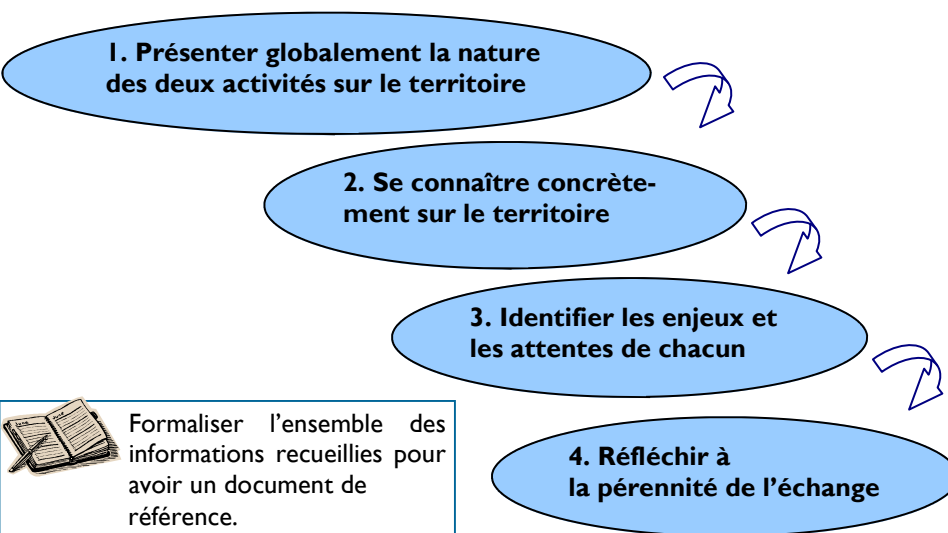 1. Présenter globalement la nature
des deux activités sur le territoire
2. Se connaître concrète-
ment sur le territoire
3. Identifier les enjeux et
les attentes de chacun
4. Réfléchir à
la pérennité de l’échange
Formaliser l’ensemble des
informations recueillies pour
avoir un document de
référence.